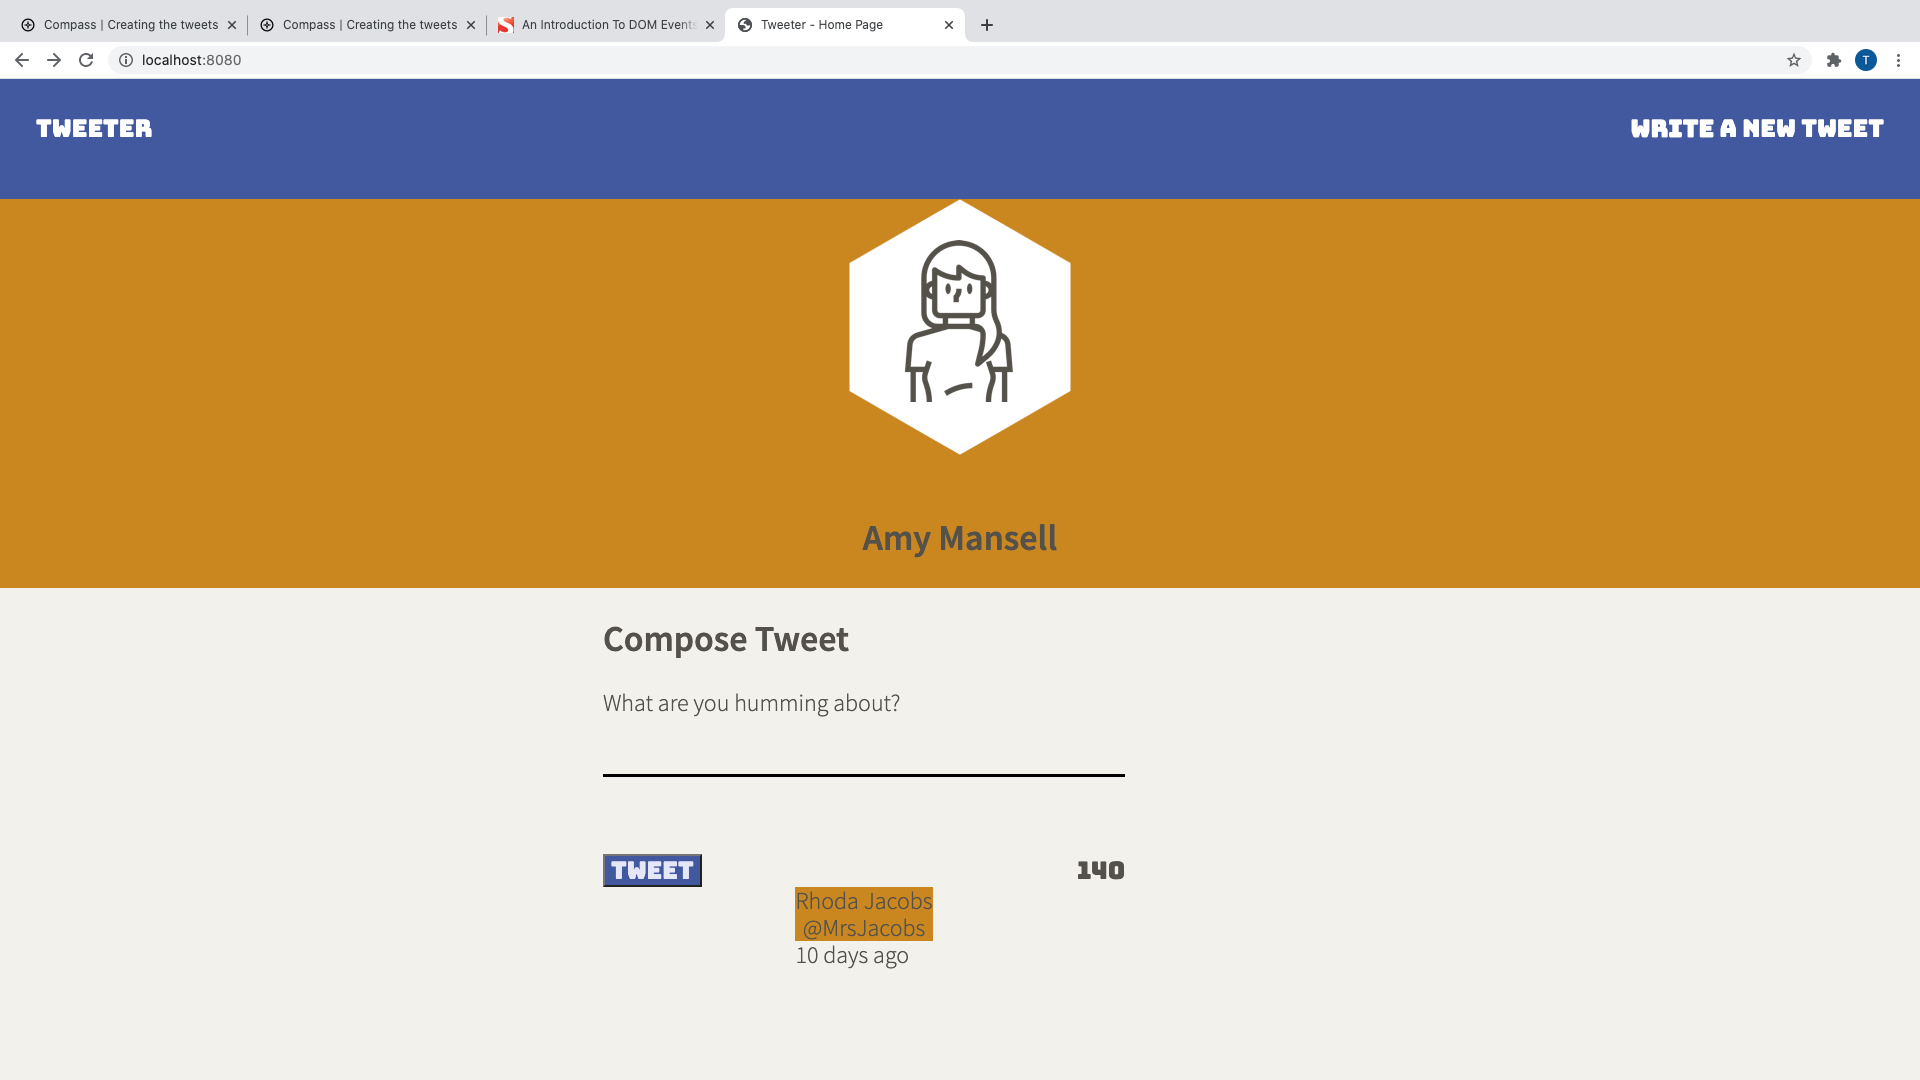 Compass | Creating the tweets
Compass | Creating the tweets
An Introduction To DOM Events
Tweeter - Home Page
localhost:8080
T
TWEETER
WRITE A NEW TWEET
Amy Mansell
Compose Tweet
What are you humming about?
TWEET
140
Rhoda Jacobs
@MrsJacobs
10 days ago